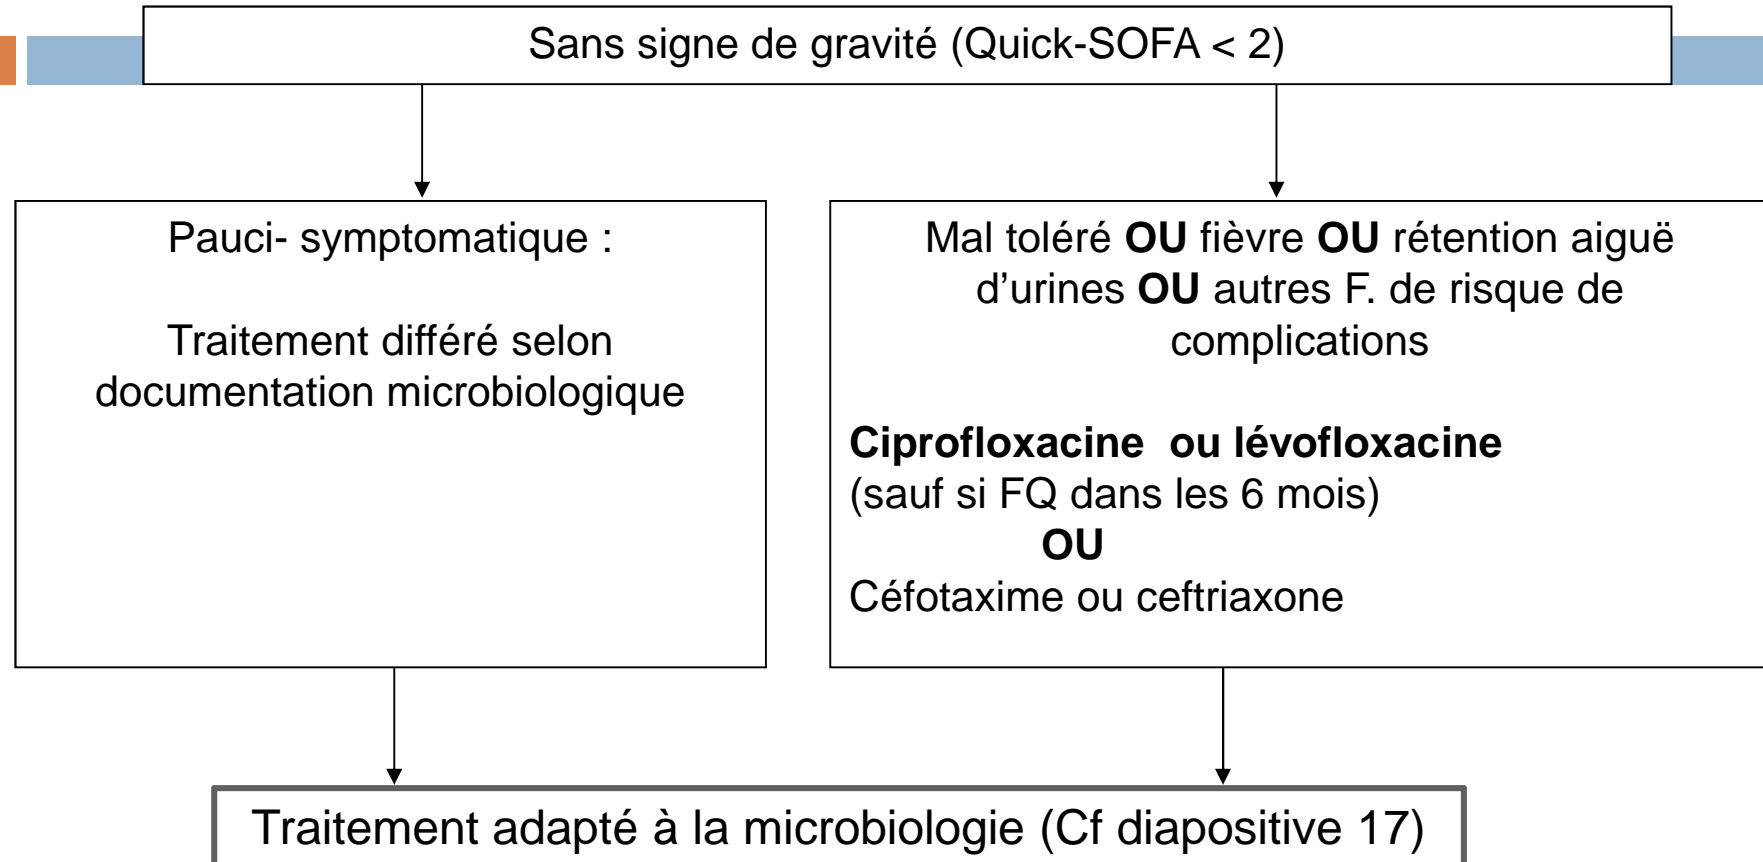 Sans signe de gravité (Quick-SOFA < 2)
Pauci- symptomatique :
Traitement différé selon
documentation microbiologique
Mal toléré OU fièvre OU rétention aiguë
d'urines OU autres F. de risque de
complications
Ciprofloxacine ou lévofloxacine
(sauf si FQ dans les 6 mois)
OU
Céfotaxime ou ceftriaxone
Traitement adapté à la microbiologie (Cf diapositive 17)